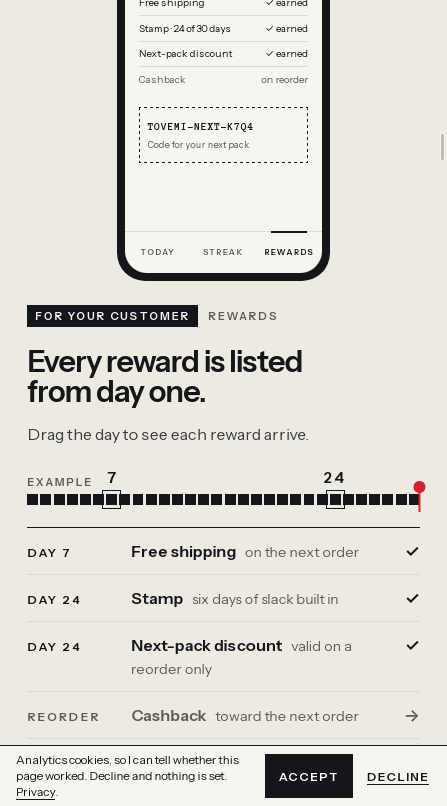 Free shipping ✓ earned
Stamp · 24 of 30 days ✓ earned
Next-pack discount ✓ earned
Cashback on reorder
TOVEMI-NEXT-K7Q4
Code for your next pack
TODAY STREAK REWARDS
FOR YOUR CUSTOMER REWARDS
Every reward is listed
from day one.
Drag the day to see each reward arrive.
EXAMPLE 7 24
DAY 7 Free shipping on the next order ✓
DAY 24 Stamp six days of slack built in ✓
DAY 24 Next-pack discount valid on a ✓
reorder only
REORDER Cashback toward the next order →
Analytics cookies, so I can tell whether this
page worked. Decline and nothing is set.
Privacy.
ACCEPT DECLINE